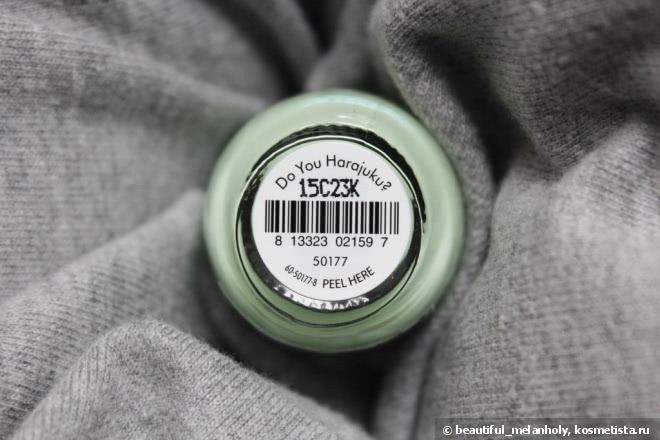 Do You Harajuku?
15C23K
8 13323 02159 7
50177
60-50177-8 PEEL HERE
© beautiful_melanholy, kosmetista.ru